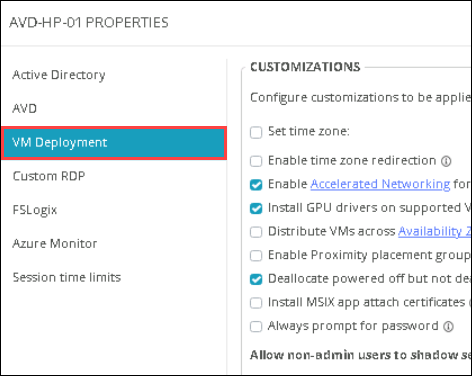 AVD-HP-01 PROPERTIES
Active Directory
AVD
VM Deployment
Custom RDP
FSLogix
Azure Monitor
Session time limits
CUSTOMIZATIONS
Configure customizations to be applie
Set time zone:
Enable time zone redirection
Enable Accelerated Networking for
Install GPU drivers on supported V
Distribute VMs across Availability Z
Enable Proximity placement group
Deallocate powered off but not dea
Install MSIX app attach certificates (
Always prompt for password
Allow non-admin users to shadow se